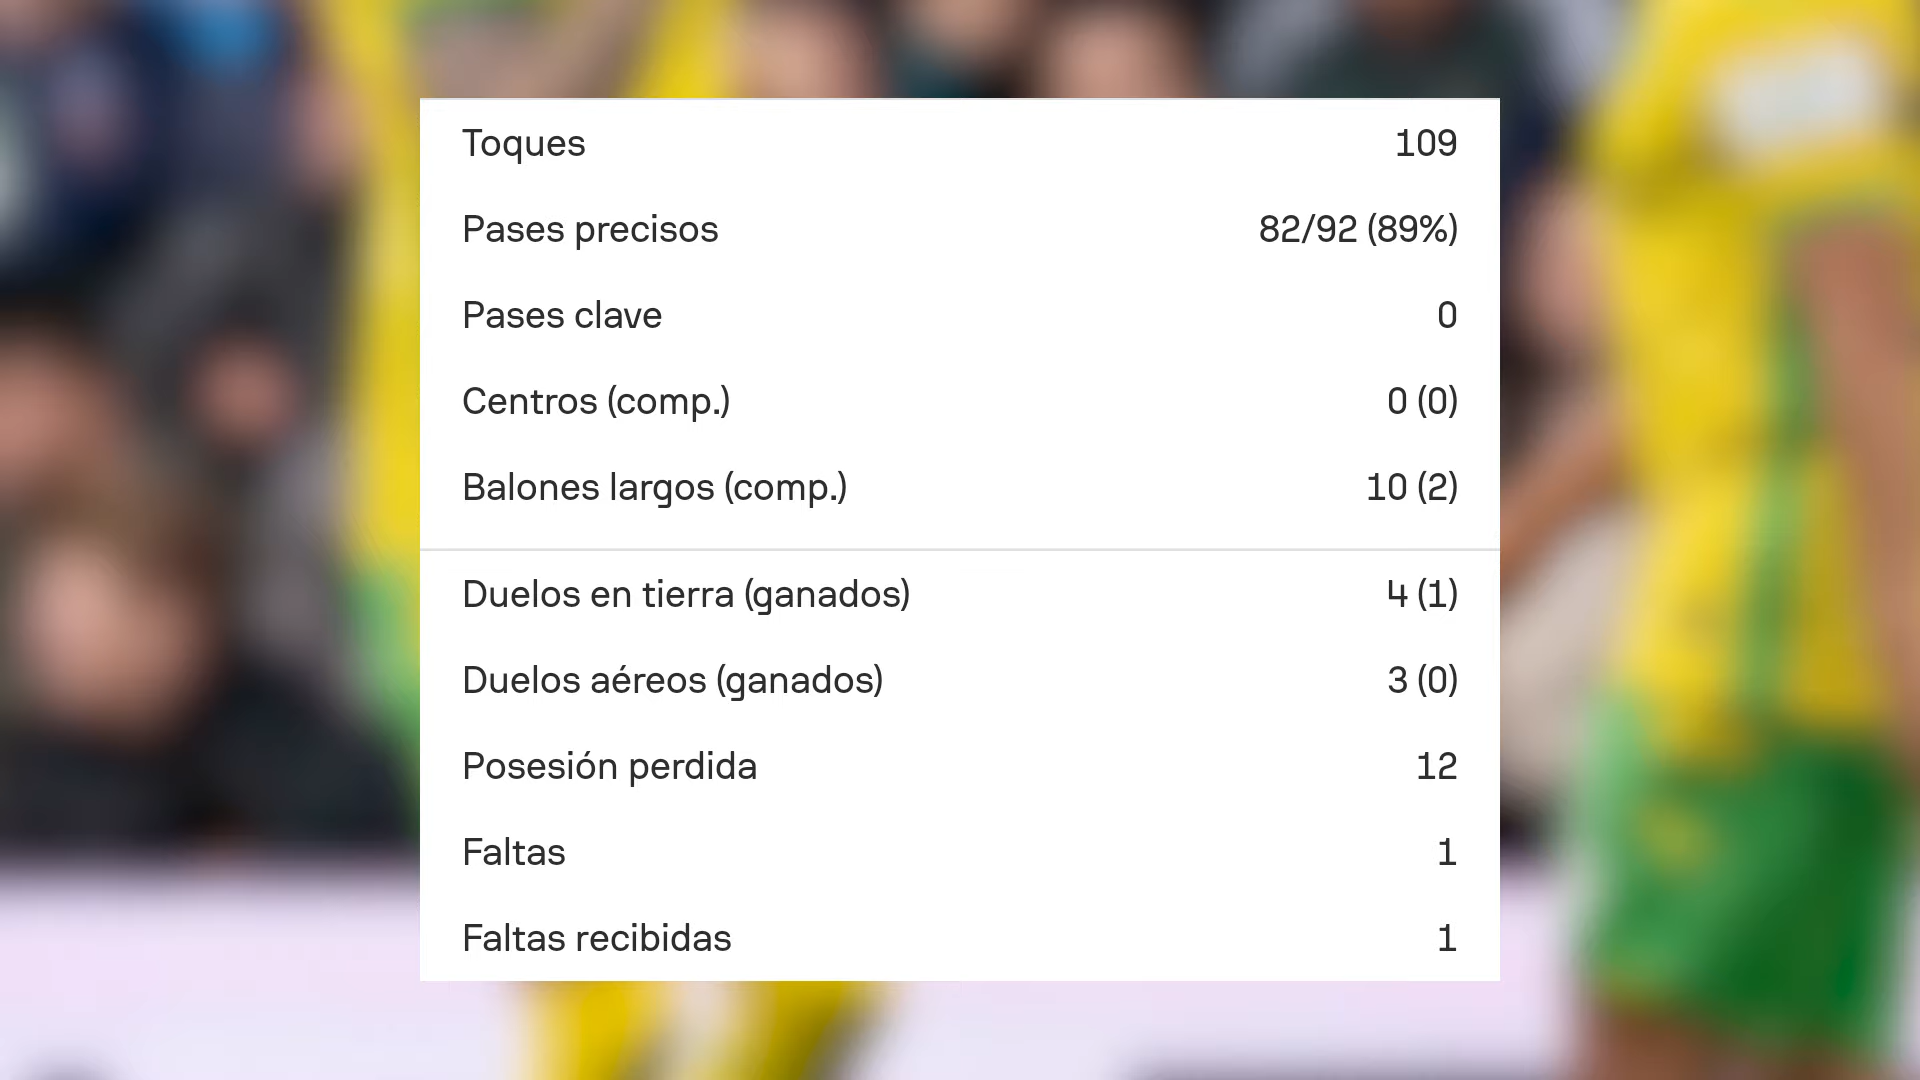 Toques 109
Pases precisos 82/92 (89%)
Pases clave 0
Centros (comp.) 0 (0)
Balones largos (comp.) 10 (2)
Duelos en tierra (ganados) 4 (1)
Duelos aéreos (ganados) 3 (0)
Posesión perdida 12
Faltas 1
Faltas recibidas 1